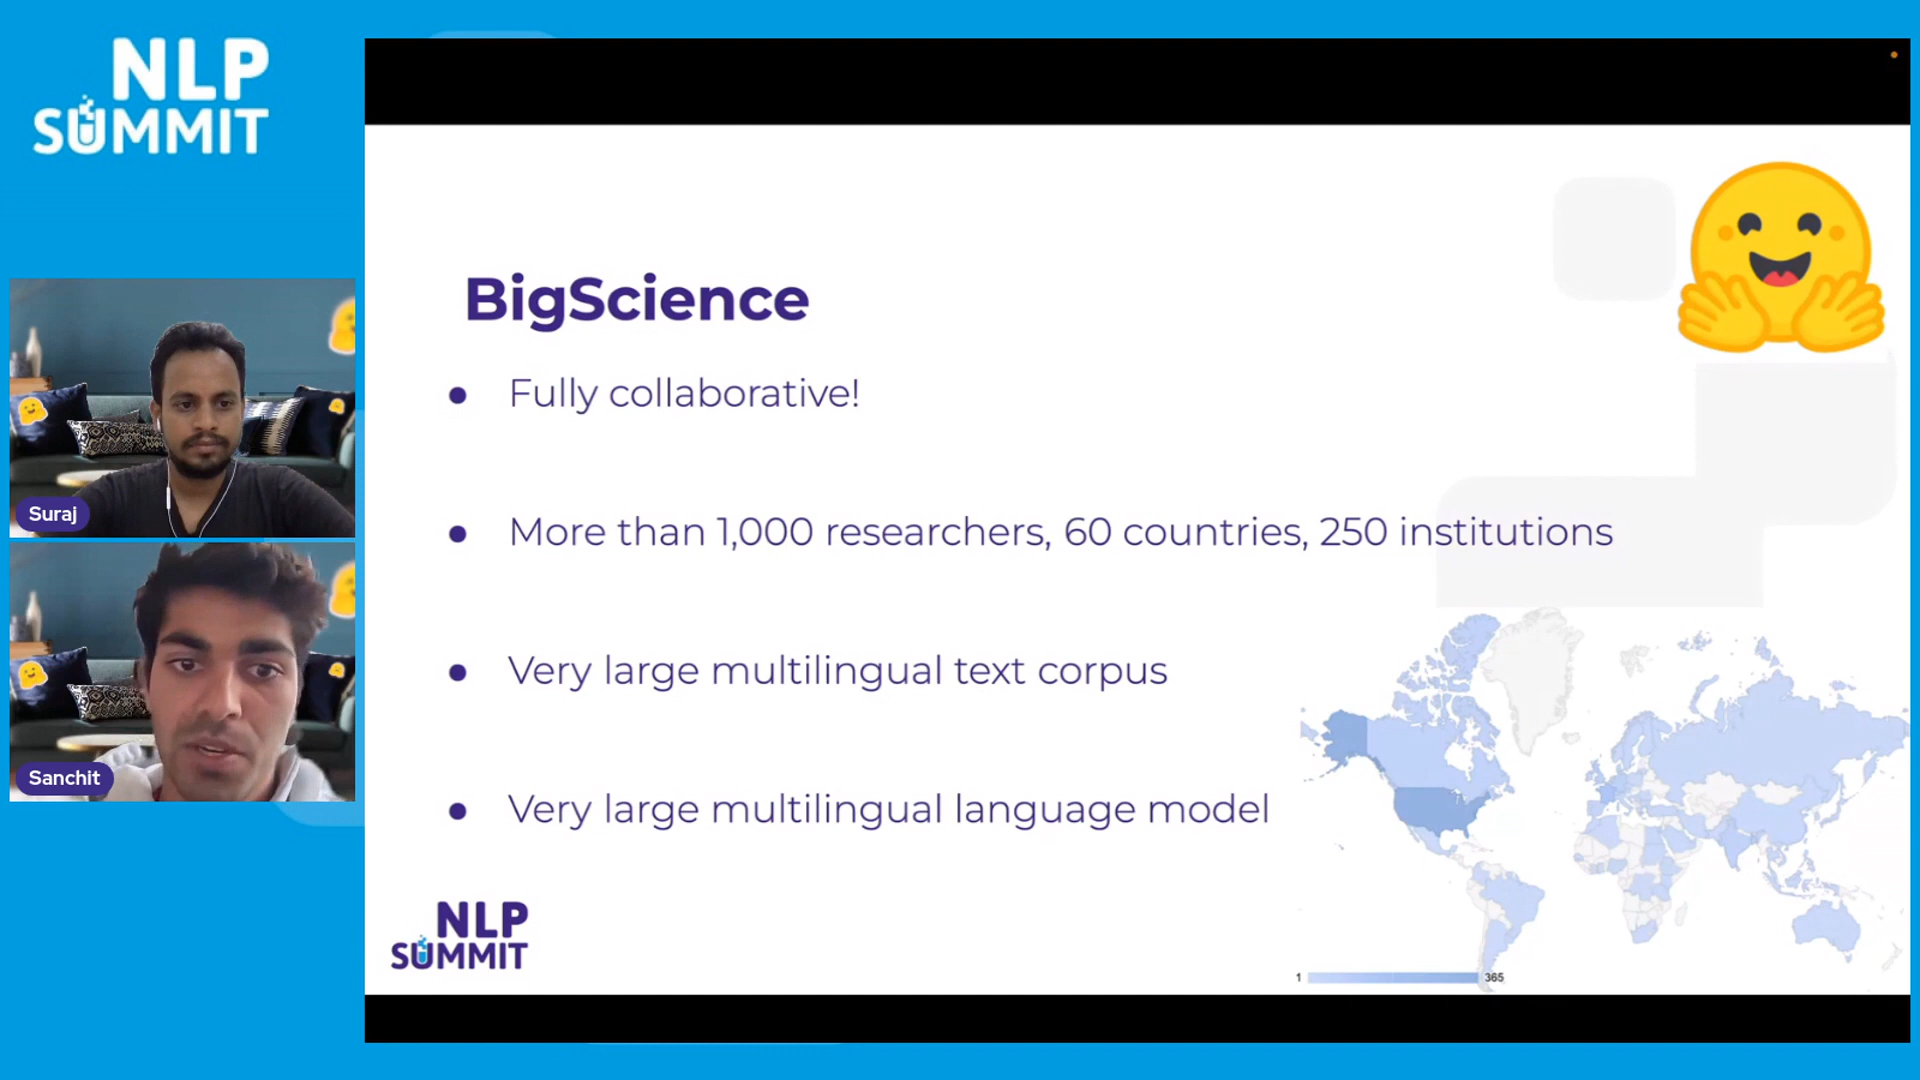 NLP
SUMMIT
BigScience
Fully collaborative!
More than 1,000 researchers, 60 countries, 250 institutions
Very large multilingual text corpus
Very large multilingual language model
Suraj
Sanchit
NLP
SUMMIT
1 365